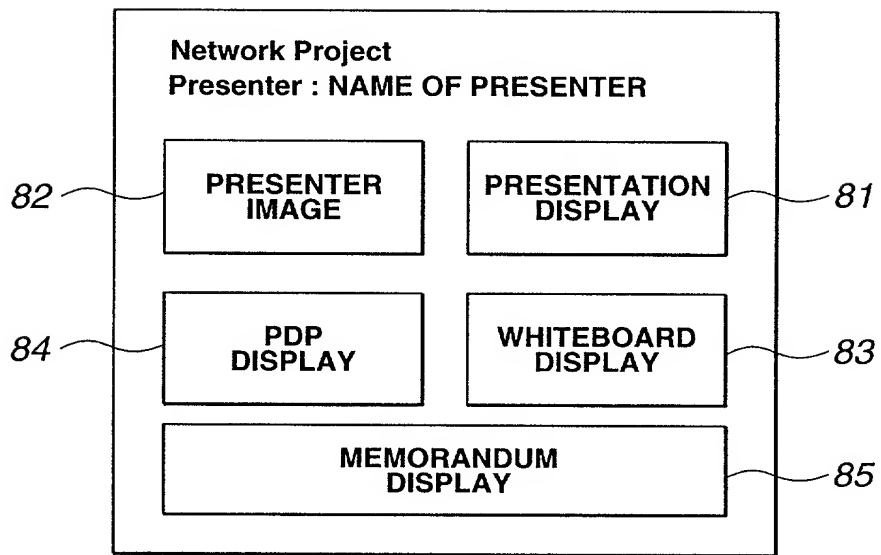 Network Project
Presenter : NAME OF PRESENTER
82
PRESENTER
IMAGE
PRESENTATION
DISPLAY
81
84
PDP
DISPLAY
WHITEBOARD
DISPLAY
83
MEMORANDUM
DISPLAY
85